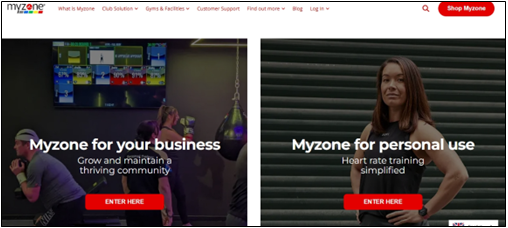 myzone
What is Myzone Club Solution Gyms & Facilities Customer Support Find out more Blog Log In Shop Myzone
Myzone for your business
Grow and maintain a
thriving community
ENTER HERE
Myzone for personal use
Heart rate training
simplified
ENTER HERE